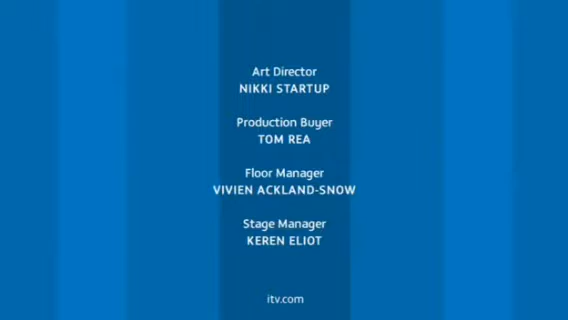 Art Director
NIKKI STARTUP
Production Buyer
TOM REA
Floor Manager
VIVIEN ACKLAND-SNOW
Stage Manager
KEREN ELIOT
itv.com